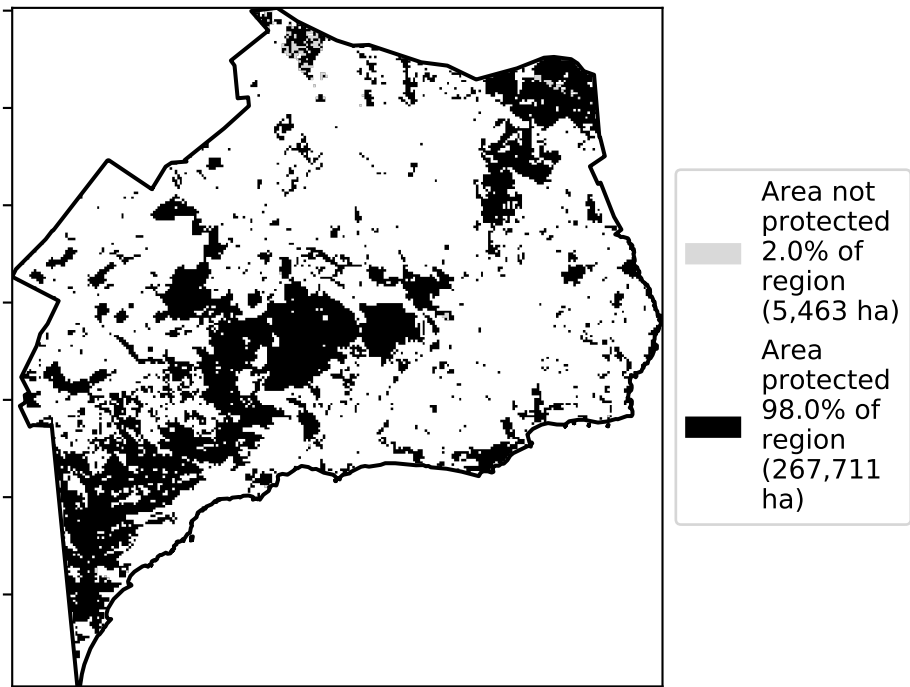 Area not
protected
2.0% of
region
(5,463 ha)
Area
protected
98.0% of
region
(267,711
ha)